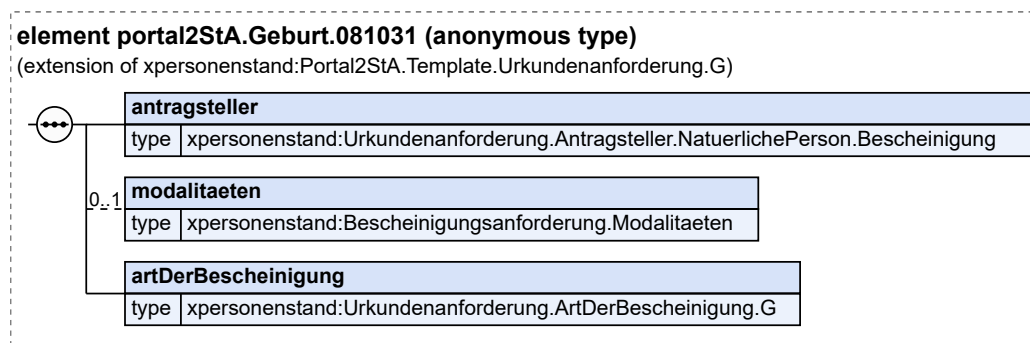 element portal2StA.Geburt.081031 (anonymous type)
(extension of xpersonenstand:Portal2StA.Template.Urkundenanforderung.G)
antragsteller
type xpersonenstand:Urkundenanforderung.Antragsteller.NatuerlichePerson.Bescheinigung
0..1 modalitaeten
type xpersonenstand:Bescheinigungsanforderung.Modalitaeten
artDerBescheinigung
type xpersonenstand:Urkundenanforderung.ArtDerBescheinigung.G